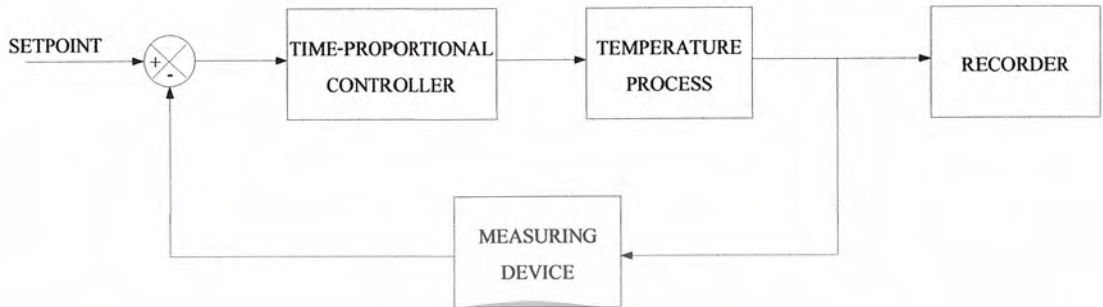 SETPOINT
+
-
TIME-PROPORTIONAL
CONTROLLER
TEMPERATURE
PROCESS
RECORDER
MEASURING
DEVICE